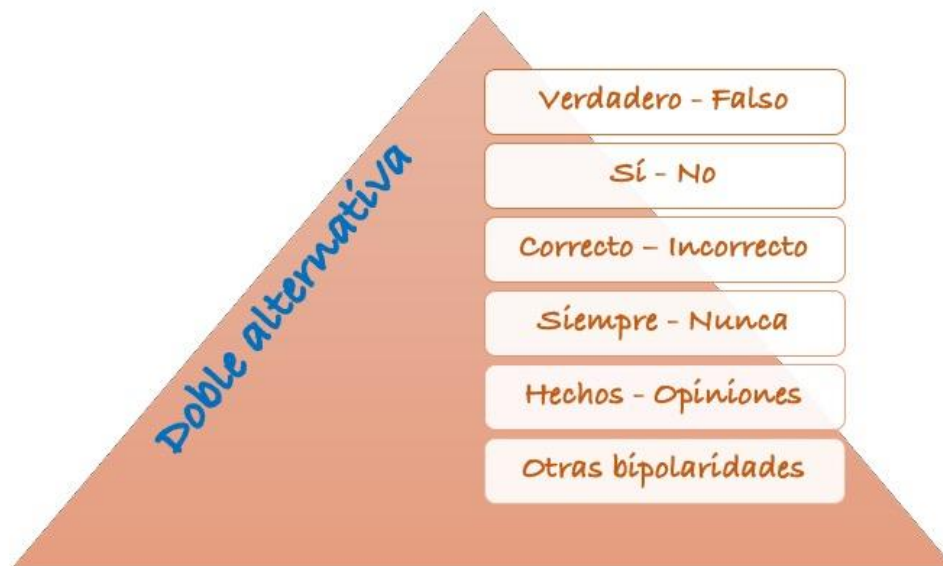 Doble alternativa
Verdadero - Falso
Sí - No
Correcto – Incorrecto
Siempre - Nunca
Hechos - Opiniones
Otras bipolaridades